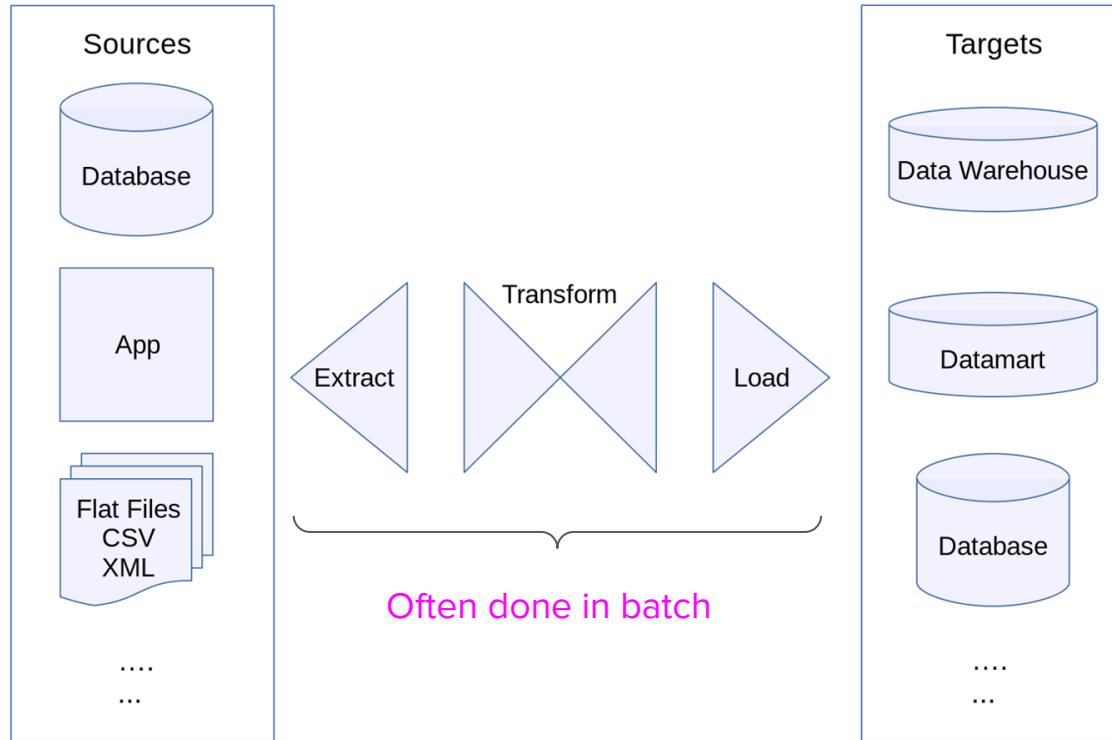 Sources
Database
App
Flat Files
CSV
XML
....
...
Extract
Transform
Load
Often done in batch
Targets
Data Warehouse
Datamart
Database
....
...